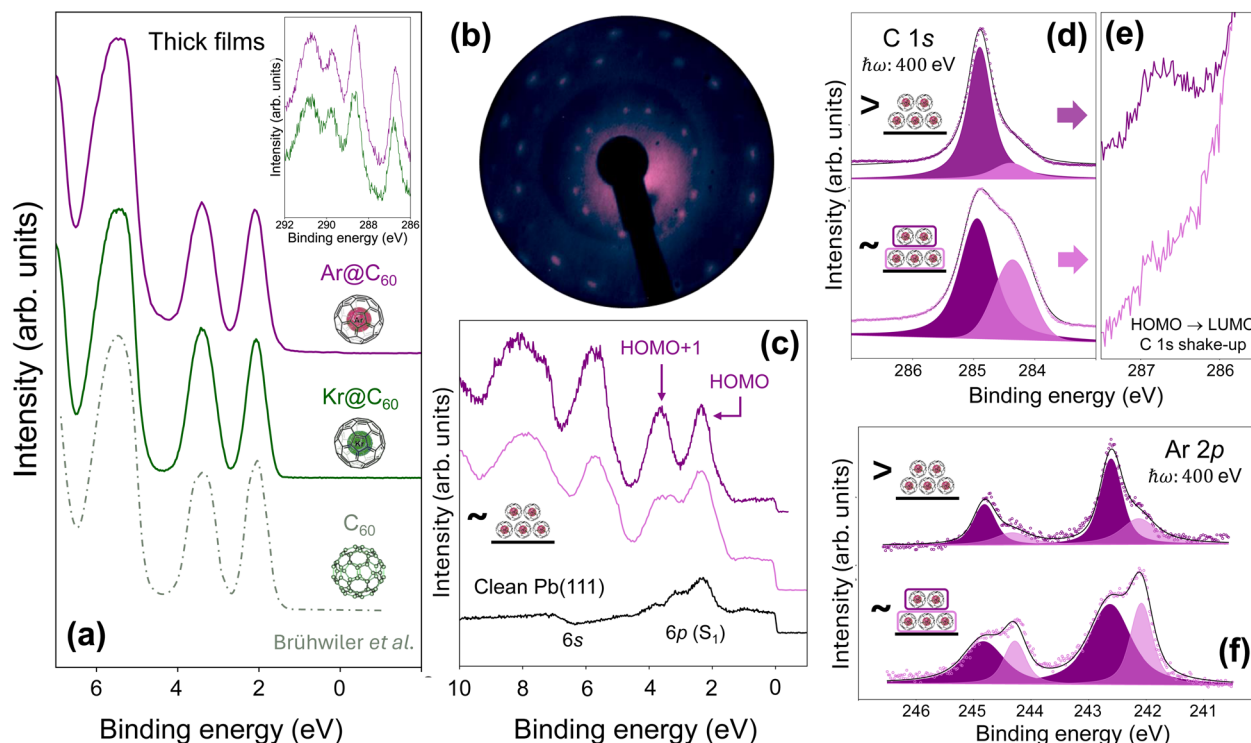 Thick films
Intensity (arb. units)
Intensity (arb. units)
292 290 288 286
Binding energy (eV)
Ar@C60
Ar
Kr@C60
Kr
C60
(a)
Brühwiler et al.
6 4 2 0
Binding energy (eV)
(b)
(c)
Intensity (arb. units)
HOMO+1
HOMO
~
Clean Pb(111)
6s
6p (S1)
10 8 6 4 2 0
Binding energy (eV)
C 1s
(d)
ℏω: 400 eV
>
~
Intensity (arb. units)
286 285 284
Binding energy (eV)
(e)
HOMO → LUMO
C 1s shake-up
287 286
Ar 2p
ℏω: 400 eV
>
~
(f)
Intensity (arb. units)
246 245 244 243 242 241
Binding energy (eV)